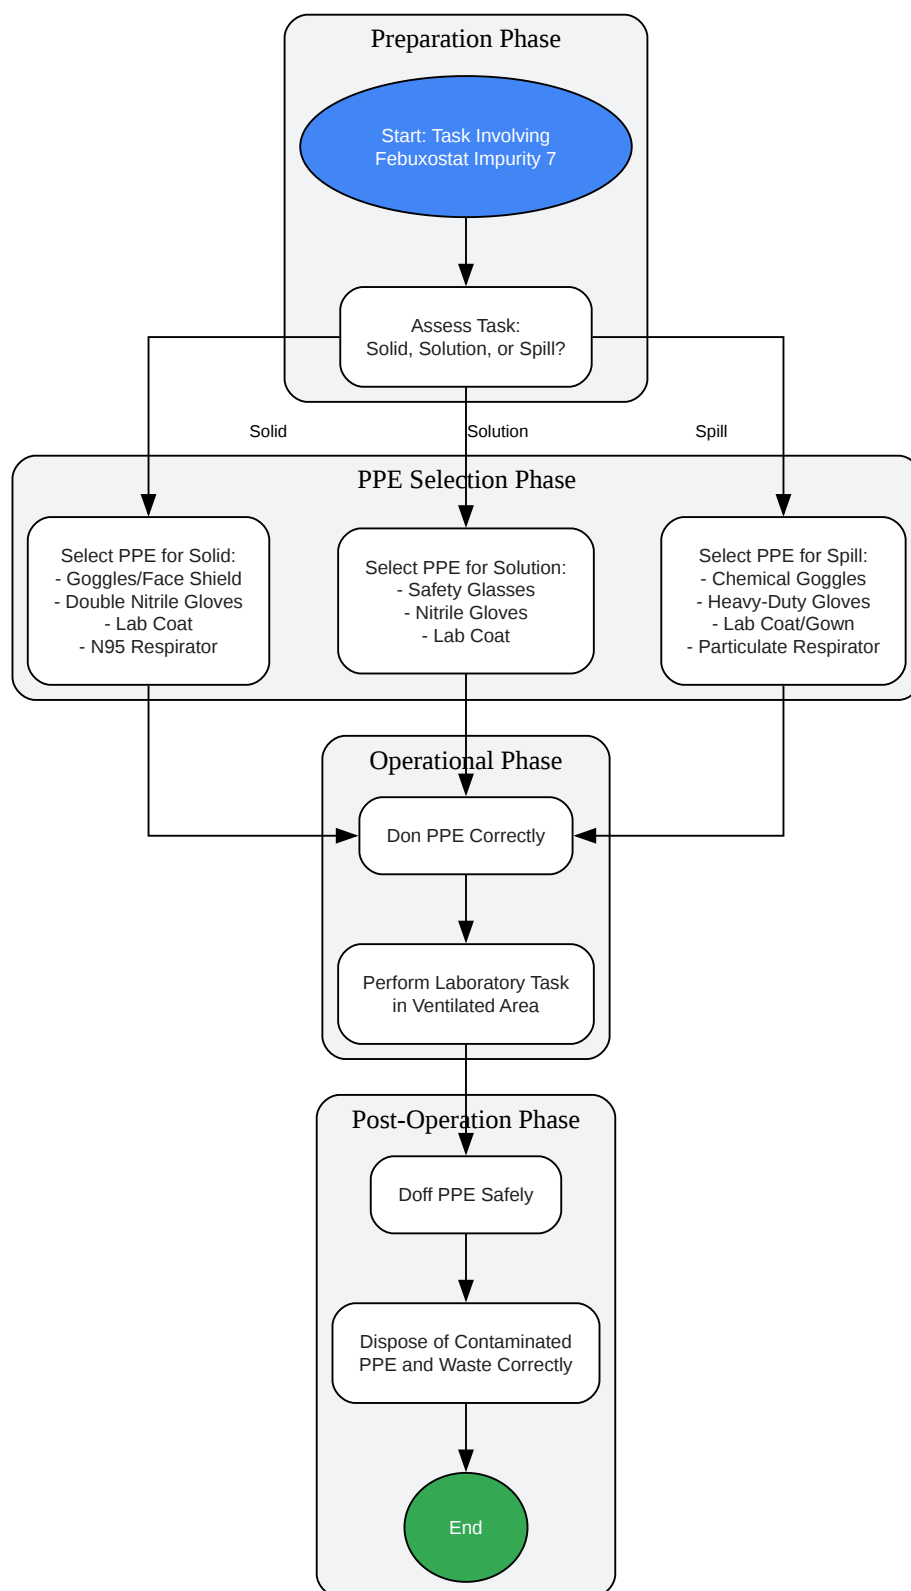 Preparation Phase
Start: Task Involving
Febuxostat Impurity 7
Assess Task:
Solid, Solution, or Spill?
Solid
Solution
Spill
PPE Selection Phase
Select PPE for Solid:
- Goggles/Face Shield
- Double Nitrile Gloves
- Lab Coat
- N95 Respirator
Select PPE for Solution:
- Safety Glasses
- Nitrile Gloves
- Lab Coat
Select PPE for Spill:
- Chemical Goggles
- Heavy-Duty Gloves
- Lab Coat/Gown
- Particulate Respirator
Operational Phase
Don PPE Correctly
Perform Laboratory Task
in Ventilated Area
Post-Operation Phase
Doff PPE Safely
Dispose of Contaminated
PPE and Waste Correctly
End